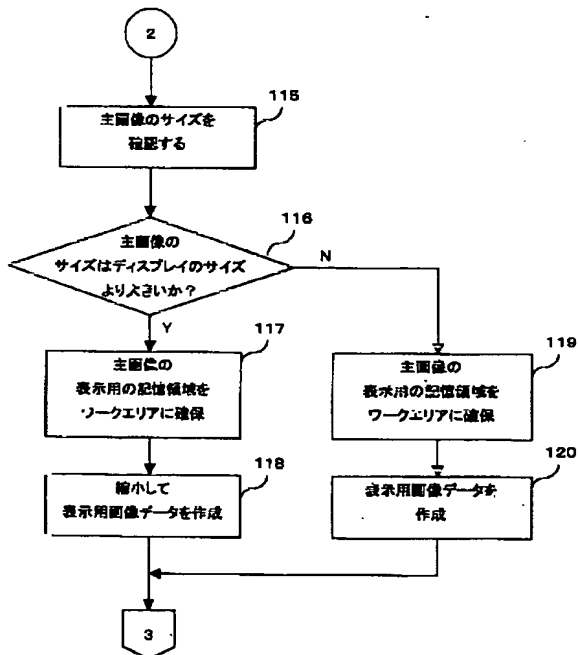 2
115
主画像のサイズを
確認する
116
主画像の
サイズはディスプレイのサイズ
より大きいか？
N
Y
117
主画像の
表示用の記憶領域を
ワークエリアに確保
119
主画像の
表示用の記憶領域を
ワークエリアに確保
118
縮小して
表示用画像データを作成
120
表示用画像データを
作成
3